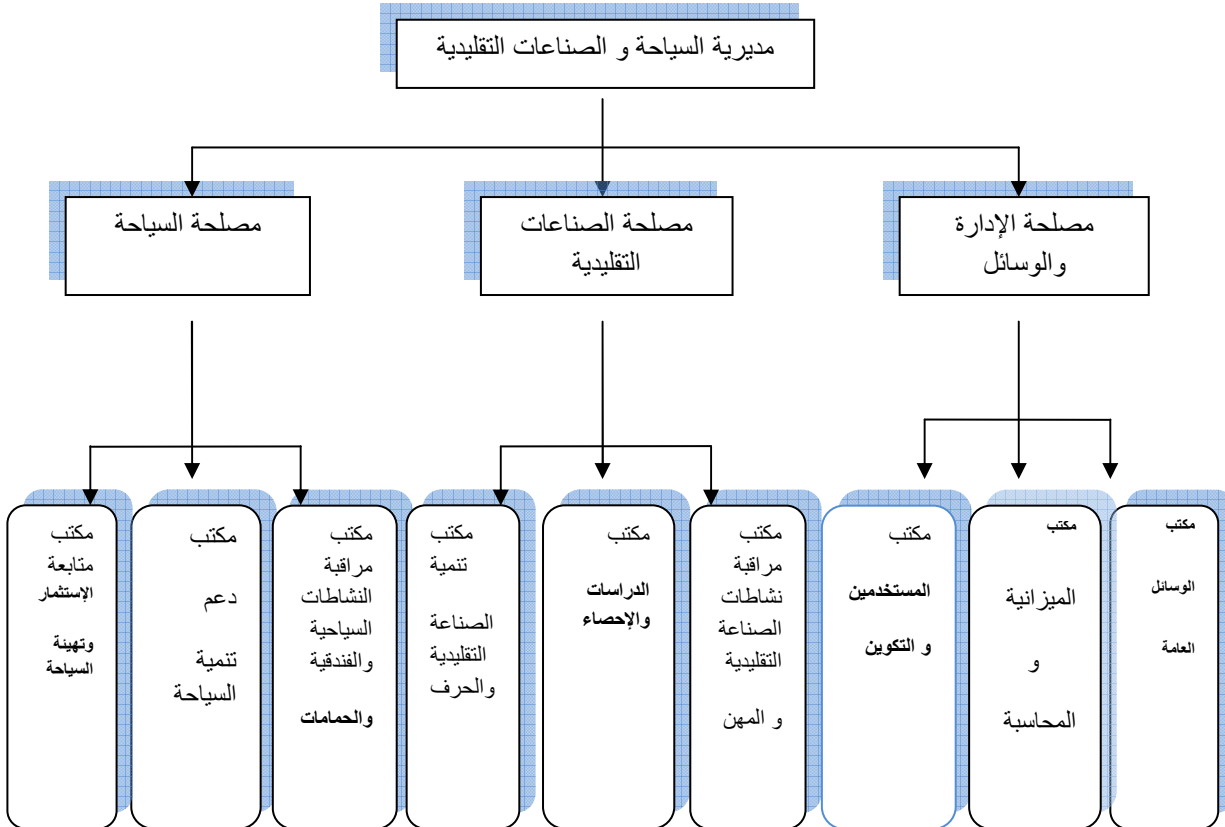 مديرية السياحة و الصناعات التقليدية
مصلحة الإدارة
والوسائل
مصلحة الصناعات
التقليدية
مصلحة السياحة
مكتب
الوسائل
العامة
مكتب
الميزانية
و
المحاسبة
مكتب
المستخدمين
و التكوين
مكتب
مراقبة
نشاطات
الصناعة
التقليدية
و المهن
مكتب
الدراسات
والإحصاء
مكتب
تنمية
الصناعة
التقليدية
والحرف
مكتب
مراقبة
النشاطات
السياحية
والفندقية
والحمامات
مكتب
دعم
تنمية
السياحة
مكتب
متابعة
الإستثمار
وتهيئة
السياحة